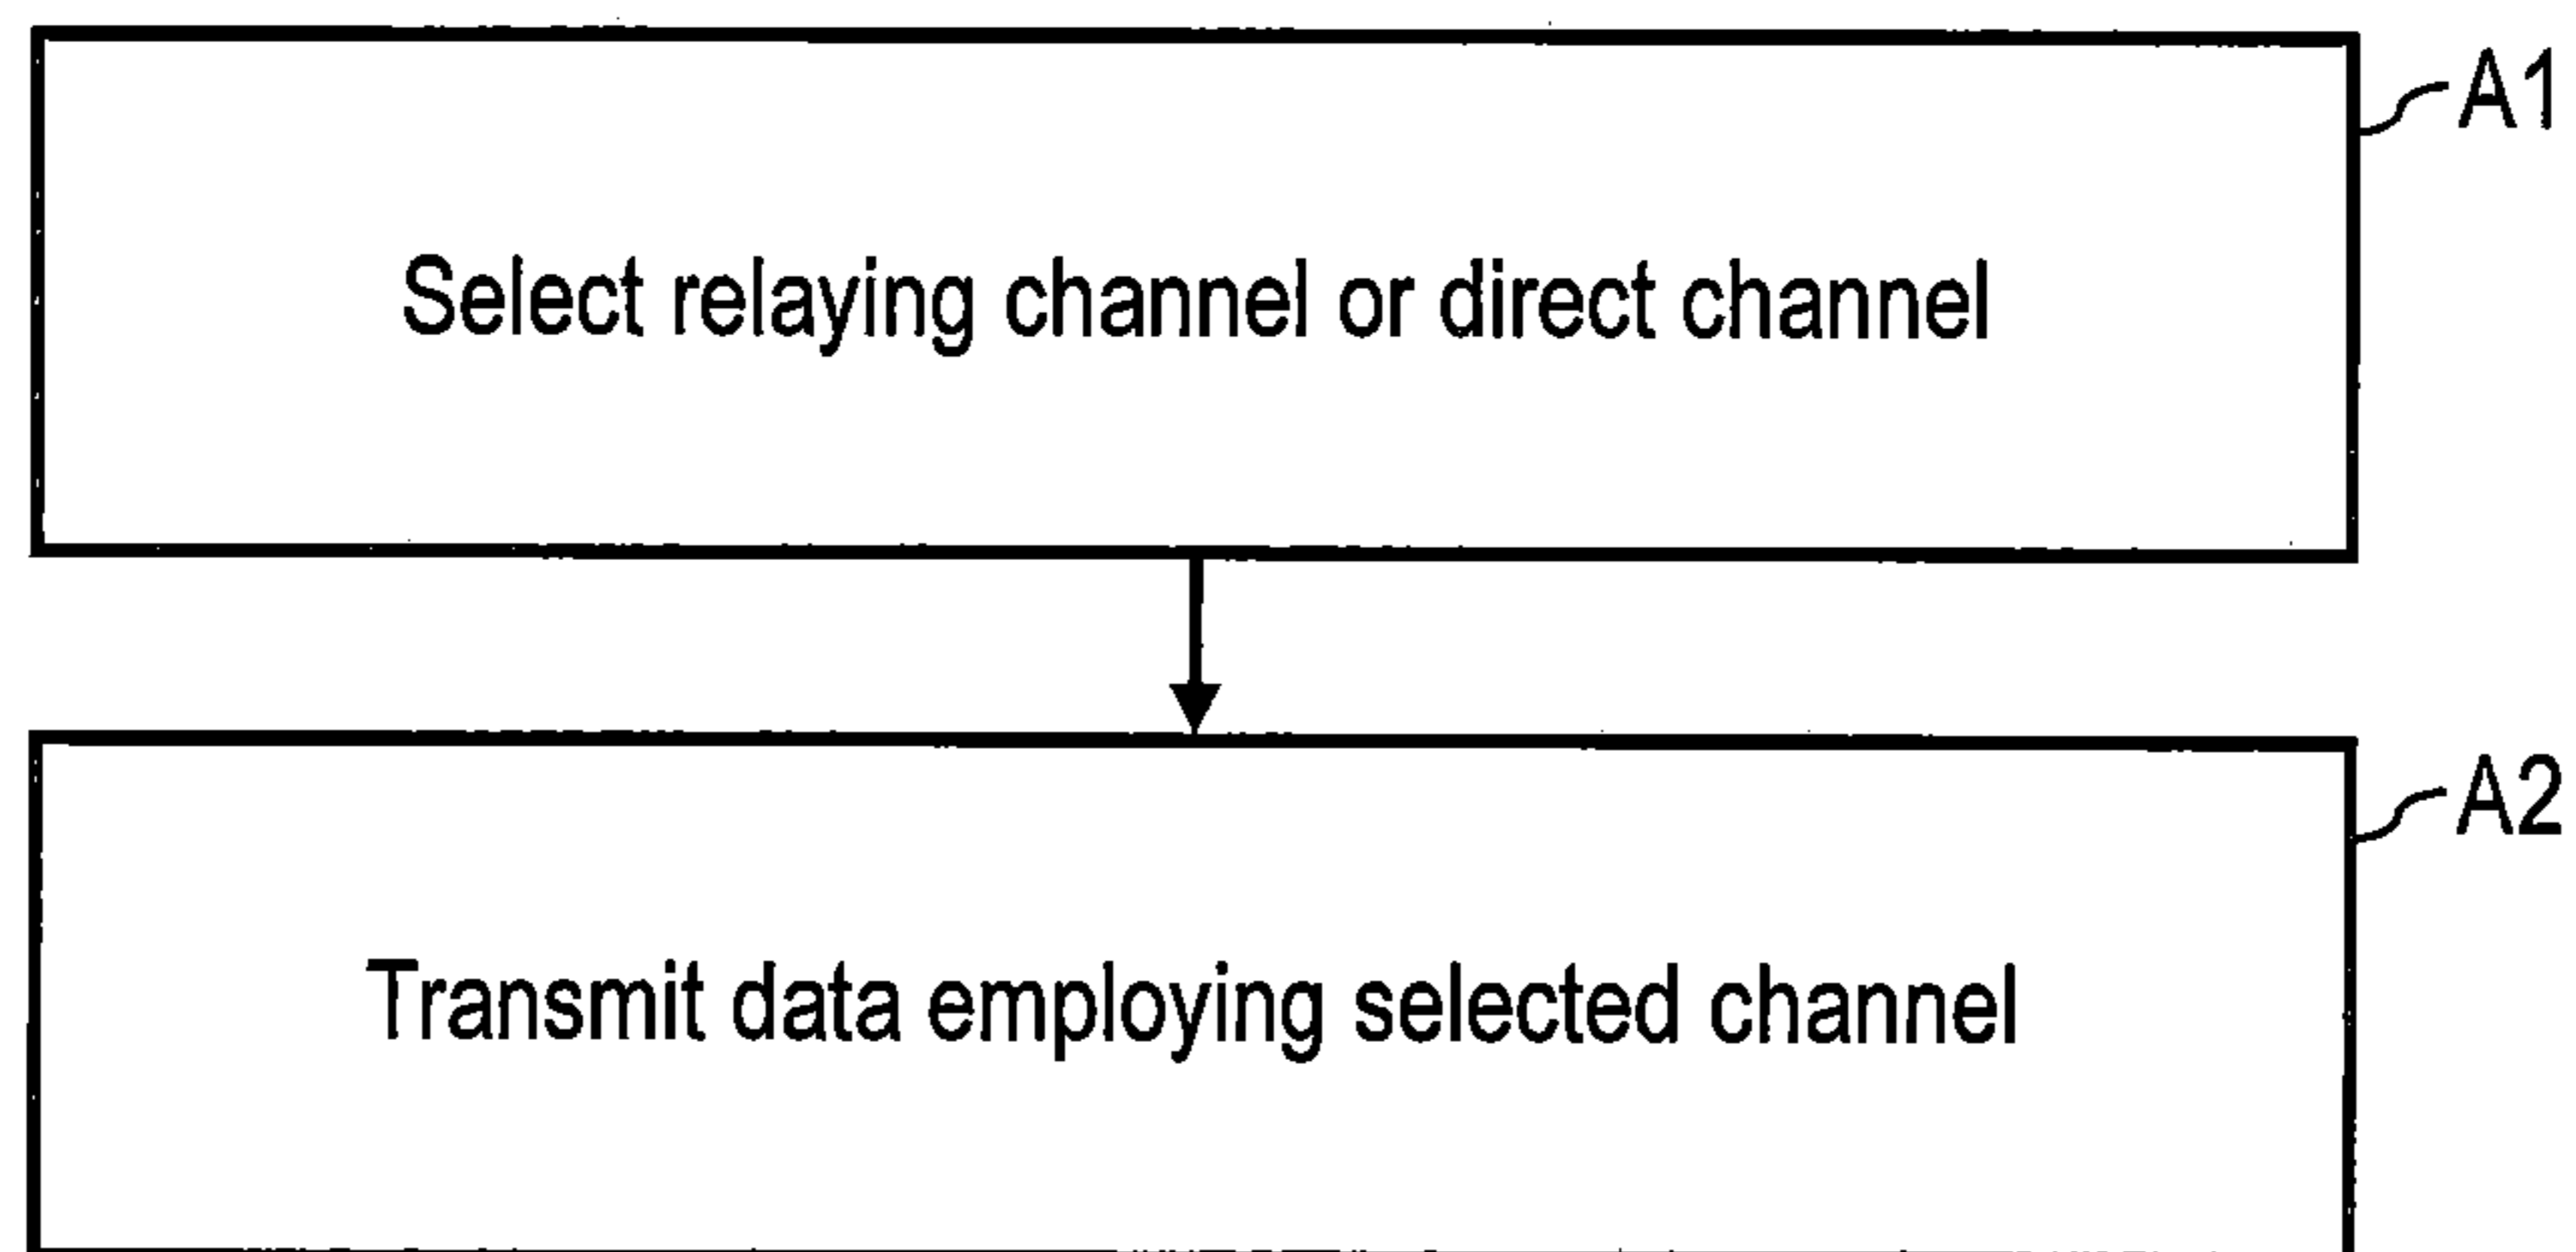 A1
Select relaying channel or direct channel
A2
Transmit data employing selected channel